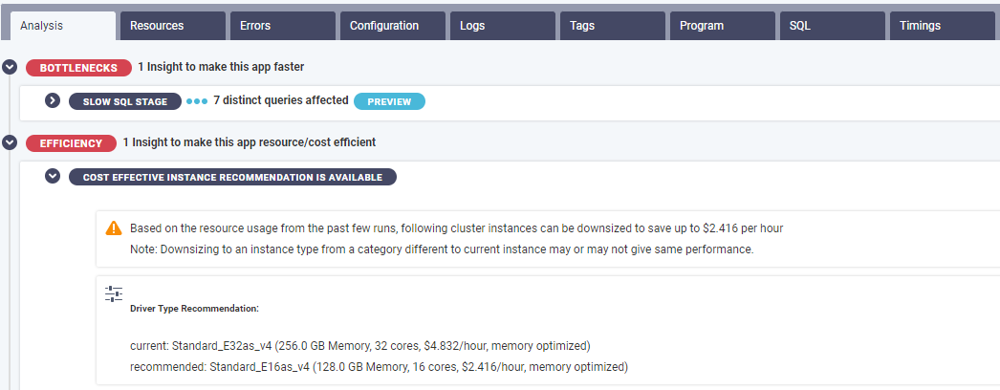 Analysis Resources Errors Configuration Logs Tags Program SQL Timings
BOTTLENECKS 1 Insight to make this app faster
SLOW SQL STAGE 7 distinct queries affected PREVIEW
EFFICIENCY 1 Insight to make this app resource/cost efficient
COST EFFECTIVE INSTANCE RECOMMENDATION IS AVAILABLE
Based on the resource usage from the past few runs, following cluster instances can be downsized to save up to $2.416 per hour
Note: Downsizing to an instance type from a category different to current instance may or may not give same performance.
Driver Type Recommendation:
current: Standard_E32as_v4 (256.0 GB Memory, 32 cores, $4.832/hour, memory optimized)
recommended: Standard_E16as_v4 (128.0 GB Memory, 16 cores, $2.416/hour, memory optimized)